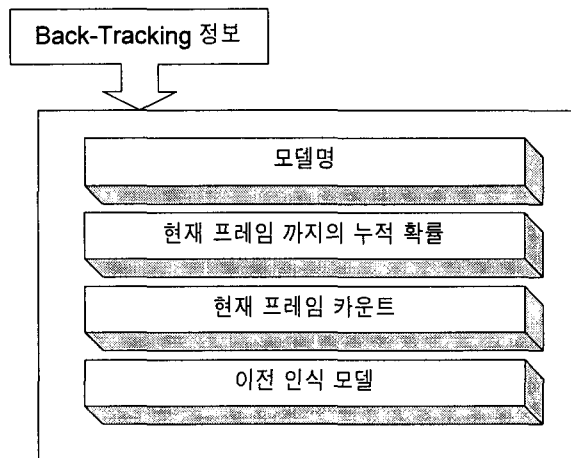 Back-Tracking 정보
모델명
현재 프레임 까지의 누적 확률
현재 프레임 카운트
이전 인식 모델